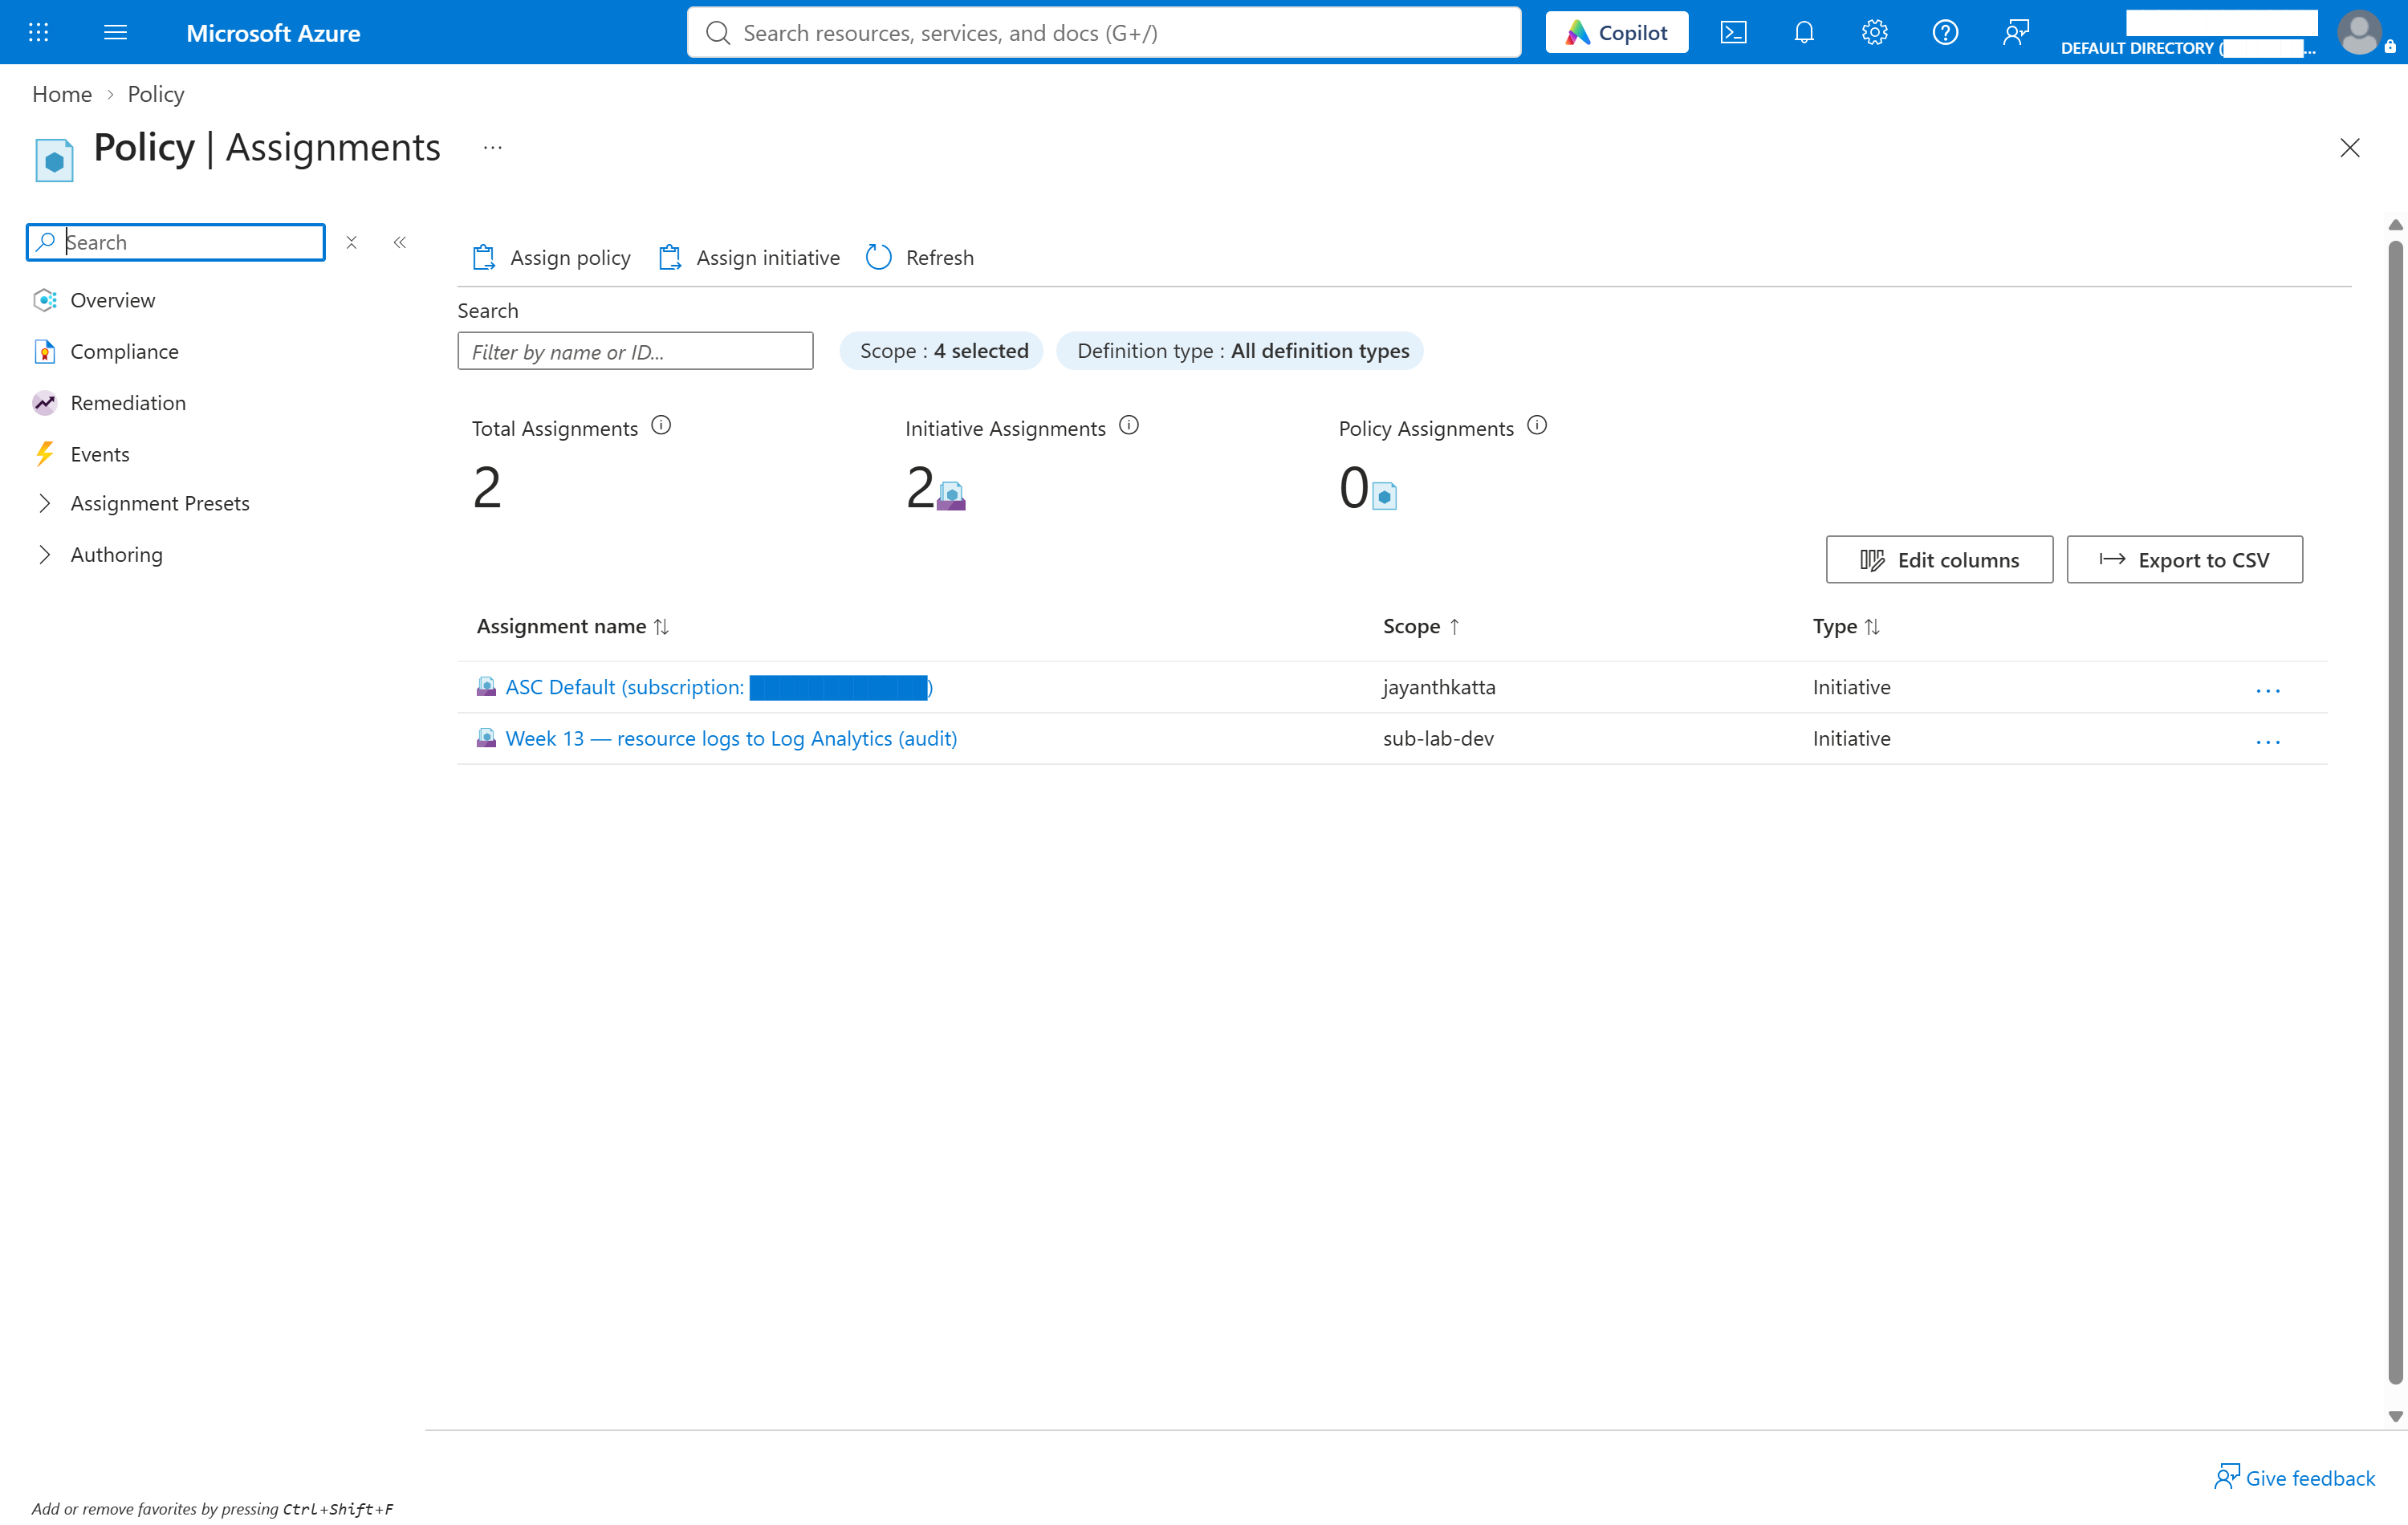 Microsoft Azure
Search resources, services, and docs (G+/)
Copilot
DEFAULT DIRECTORY (
...
Home > Policy
Policy | Assignments ...
Search
Overview
Compliance
Remediation
Events
Assignment Presets
Authoring
Assign policy
Assign initiative
Refresh
Search
Filter by name or ID...
Scope : 4 selected
Definition type : All definition types
Total Assignments
2
Initiative Assignments
2
Policy Assignments
0
Edit columns
Export to CSV
Assignment name
Scope
Type
ASC Default (subscription: )
jayanthkatta
Initiative
...
Week 13 — resource logs to Log Analytics (audit)
sub-lab-dev
Initiative
...
Give feedback
Add or remove favorites by pressing Ctrl+Shift+F